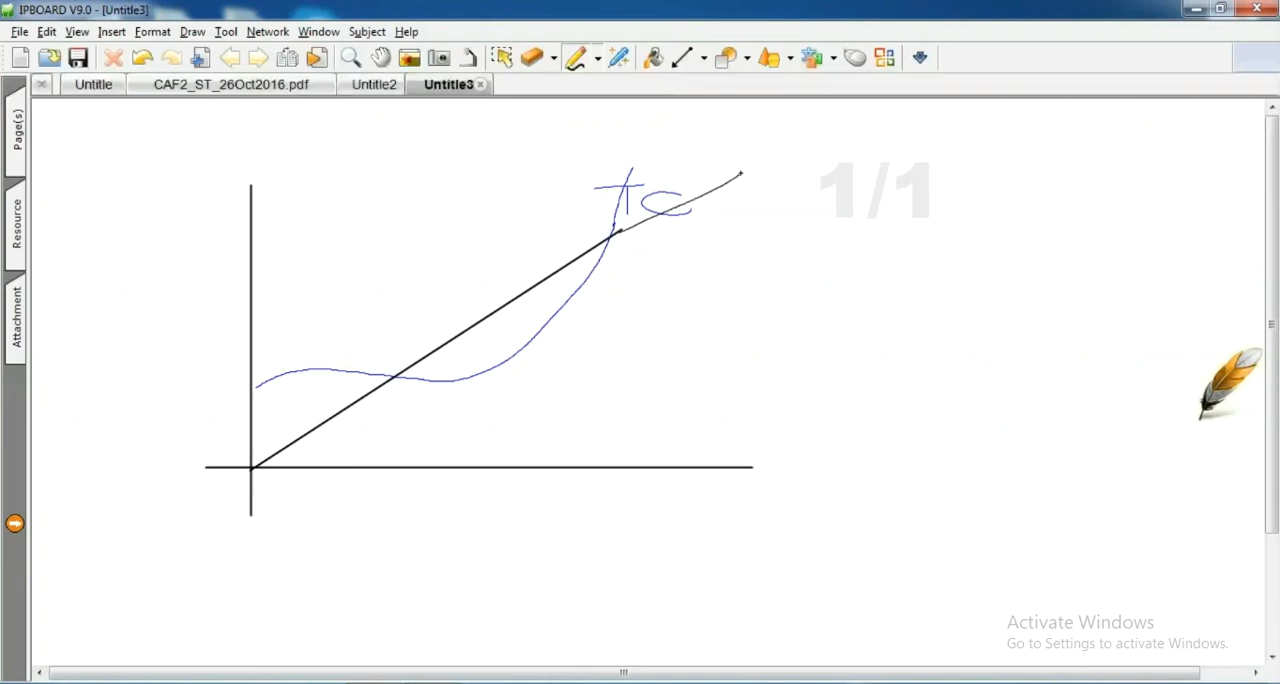 IPBOARD V9.0 - [Untitle3]
File Edit View Insert Format Draw Tool Network Window Subject Help
Untitle CAF2_ST_26Oct2016.pdf Untitle2 Untitle3
Page(s)
Resource
Attachment
TC
1/1
Activate Windows
Go to Settings to activate Windows.